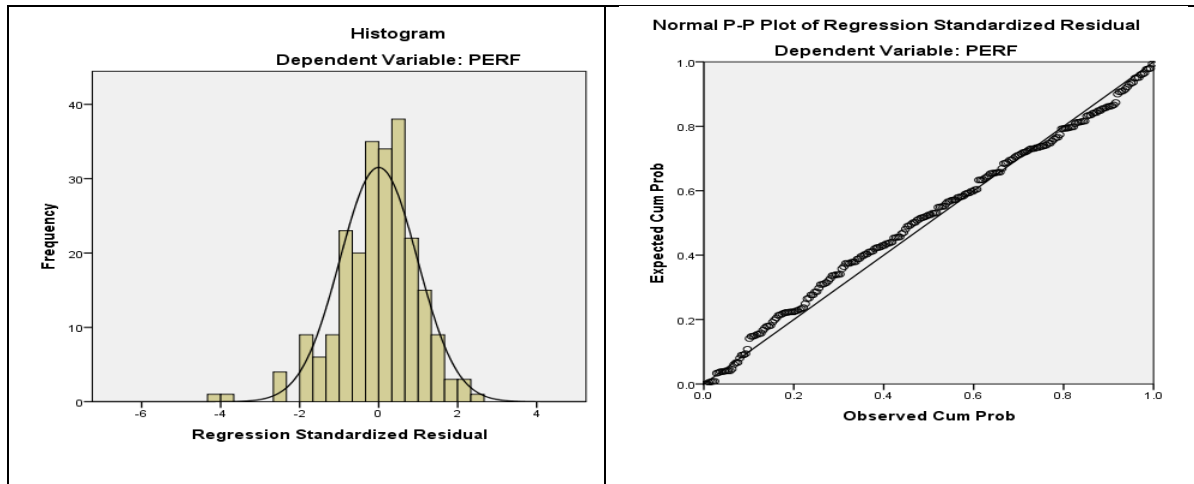 Histogram
Dependent Variable: PERF
Frequency
40
30
20
10
0
-6
-4
-2
0
2
4
Regression Standardized Residual
Normal P-P Plot of Regression Standardized Residual
Dependent Variable: PERF
Expected Cum Prob
1.0
0.8
0.6
0.4
0.2
0.0
0.0
0.2
0.4
0.6
0.8
1.0
Observed Cum Prob